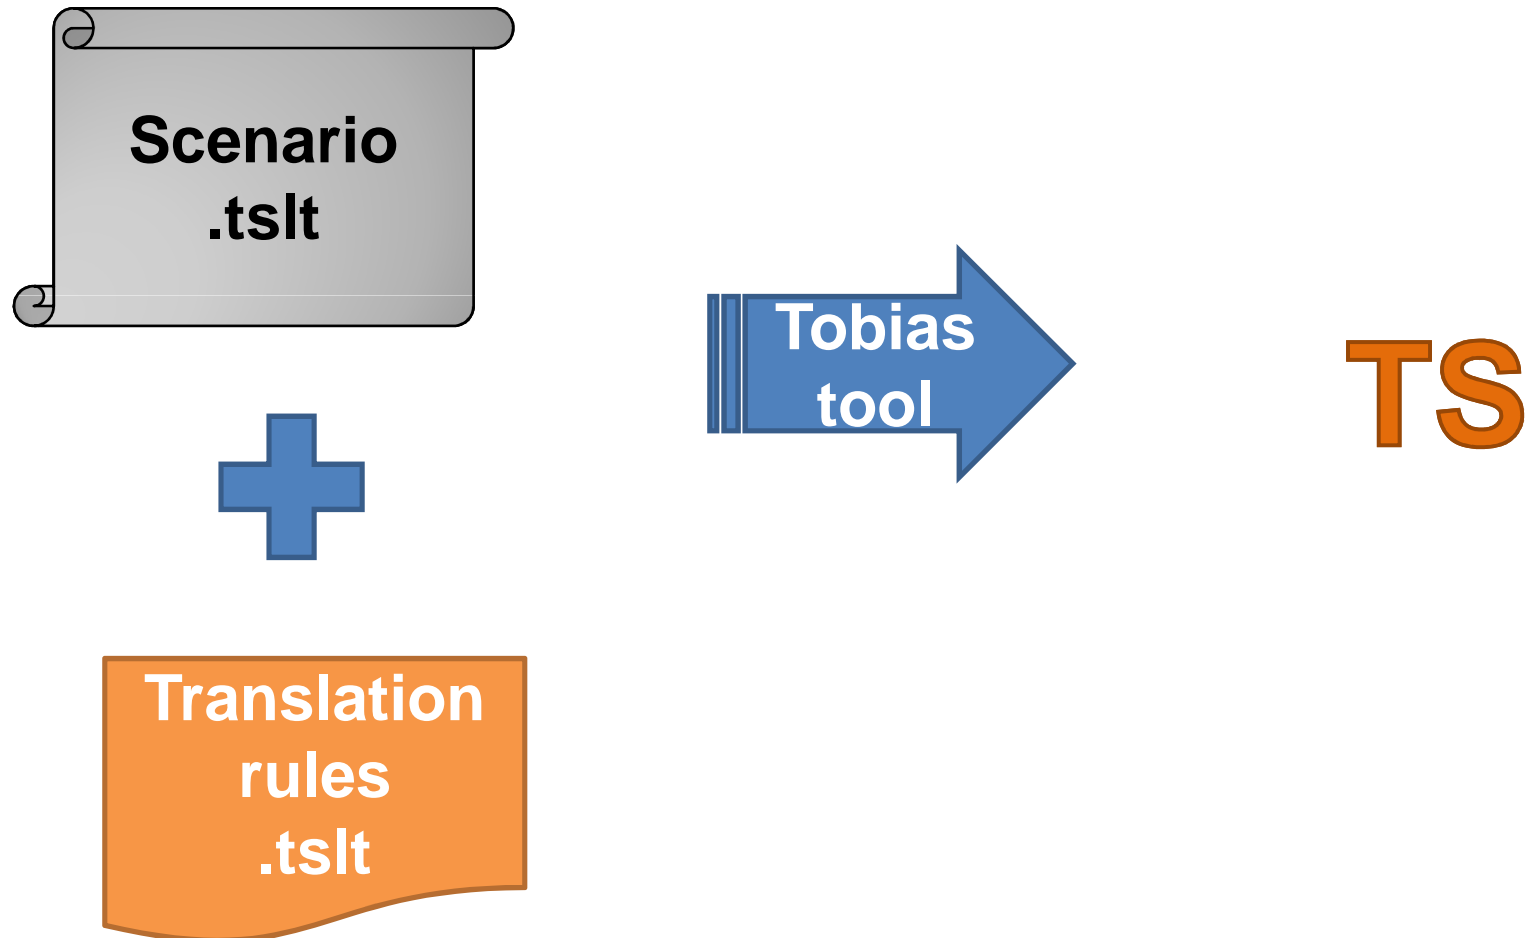 Scenario
.tslt
Tobias
tool
TS
Translation
rules
.tslt